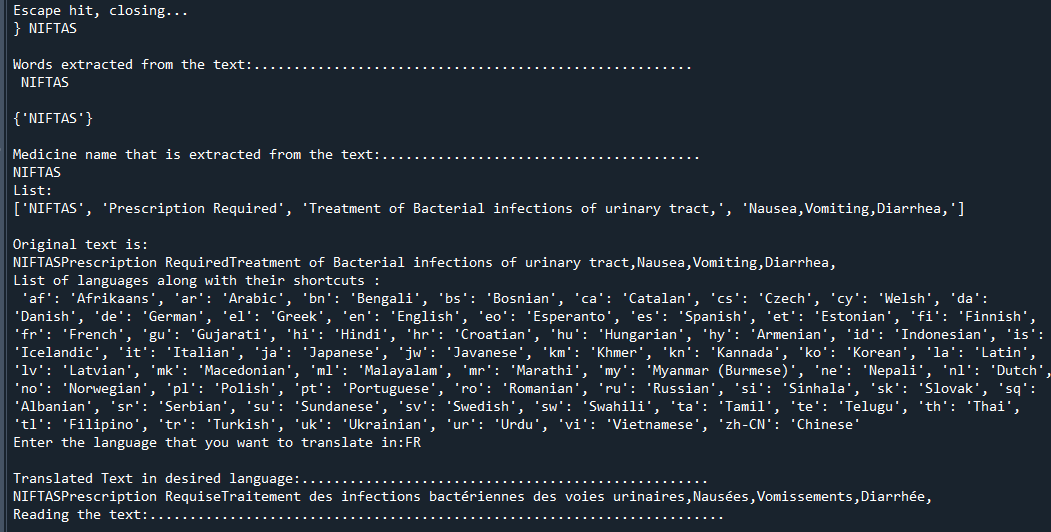 Escape hit, closing...
} NIFTAS
Words extracted from the text:.......................................................
NIFTAS
{'NIFTAS'}
Medicine name that is extracted from the text:........................................
NIFTAS
List:
['NIFTAS', 'Prescription Required', 'Treatment of Bacterial infections of urinary tract,', 'Nausea,Vomiting,Diarrhea,']
Original text is:
NIFTASPrescription RequiredTreatment of Bacterial infections of urinary tract,Nausea,Vomiting,Diarrhea,
List of languages along with their shortcuts :
'af': 'Afrikaans', 'ar': 'Arabic', 'bn': 'Bengali', 'bs': 'Bosnian', 'ca': 'Catalan', 'cs': 'Czech', 'cy': 'Welsh', 'da':
'Danish', 'de': 'German', 'el': 'Greek', 'en': 'English', 'eo': 'Esperanto', 'es': 'Spanish', 'et': 'Estonian', 'fi': 'Finnish',
'fr': 'French', 'gu': 'Gujarati', 'hi': 'Hindi', 'hr': 'Croatian', 'hu': 'Hungarian', 'hy': 'Armenian', 'id': 'Indonesian', 'is':
'Icelandic', 'it': 'Italian', 'ja': 'Japanese', 'jw': 'Javanese', 'km': 'Khmer', 'kn': 'Kannada', 'ko': 'Korean', 'la': 'Latin',
'lv': 'Latvian', 'mk': 'Macedonian', 'ml': 'Malayalam', 'mr': 'Marathi', 'my': 'Myanmar (Burmese)', 'ne': 'Nepali', 'nl': 'Dutch',
'no': 'Norwegian', 'pl': 'Polish', 'pt': 'Portuguese', 'ro': 'Romanian', 'ru': 'Russian', 'si': 'Sinhala', 'sk': 'Slovak', 'sq':
'Albanian', 'sr': 'Serbian', 'su': 'Sundanese', 'sv': 'Swedish', 'sw': 'Swahili', 'ta': 'Tamil', 'te': 'Telugu', 'th': 'Thai',
'tl': 'Filipino', 'tr': 'Turkish', 'uk': 'Ukrainian', 'ur': 'Urdu', 'vi': 'Vietnamese', 'zh-CN': 'Chinese'
Enter the language that you want to translate in:FR
Translated Text in desired language:...................................................
NIFTASPrescription RequiseTraitement des infections bactériennes des voies urinaires,Nausées,Vomissements,Diarrhée,
Reading the text:........................................................................